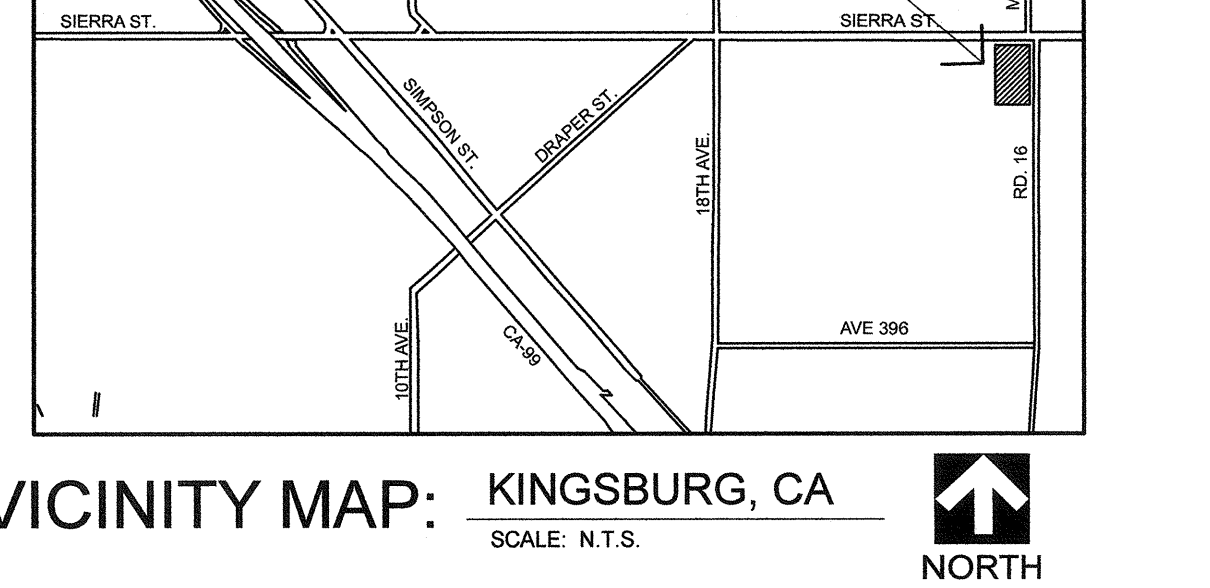 SIERRA ST.
SIERRA ST.
SIMPSON ST.
DRAPER ST.
18TH AVE.
RD. 16
AVE 396
10TH AVE.
CA-99
VICINITY MAP:
KINGSBURG, CA
SCALE: N.T.S.
NORTH